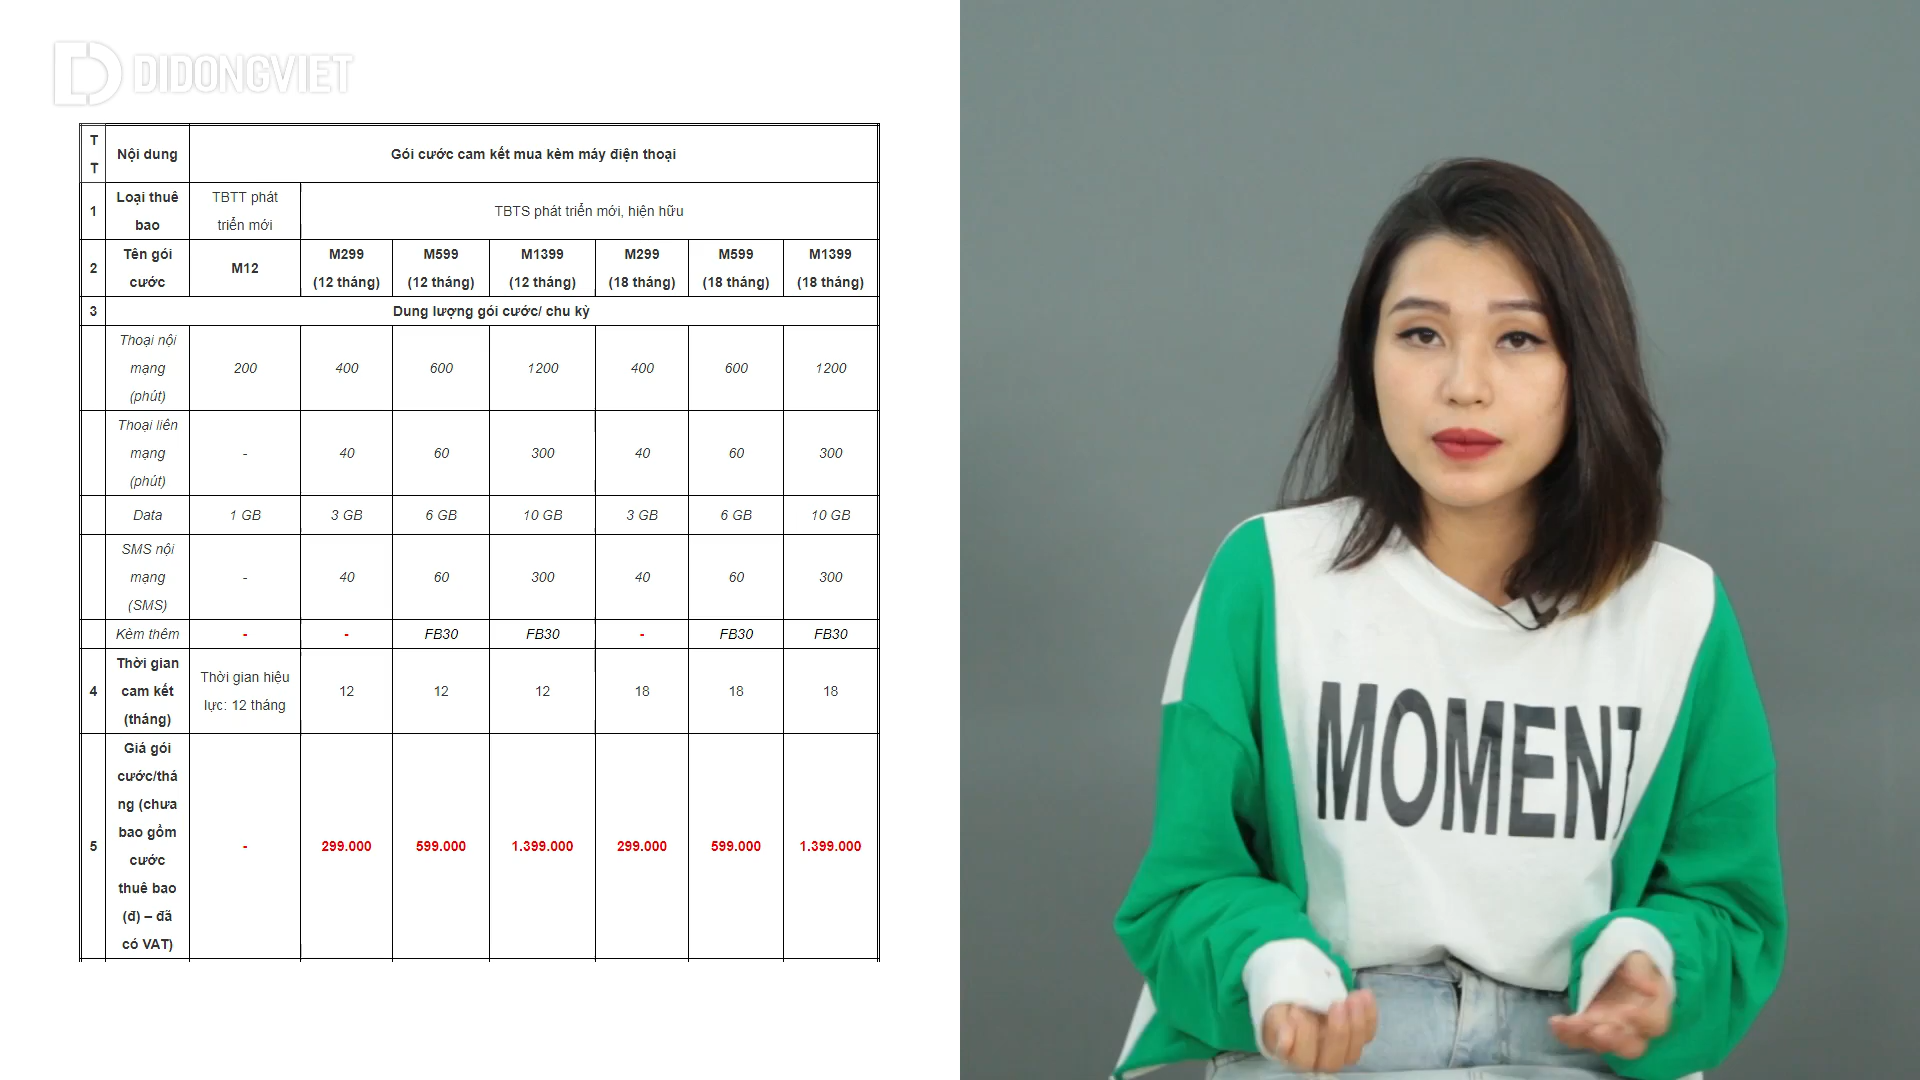 DIDONGVIET
T
T
Nội dung
Gói cước cam kết mua kèm máy điện thoại
1
Loại thuê
bao
TBTT phát
triển mới
TBTS phát triển mới, hiện hữu
2
Tên gói
cước
M12
M299
(12 tháng)
M599
(12 tháng)
M1399
(12 tháng)
M299
(18 tháng)
M599
(18 tháng)
M1399
(18 tháng)
3
Dung lượng gói cước/ chu kỳ
Thoại nội
mạng
(phút)
200
400
600
1200
400
600
1200
Thoại liên
mạng
(phút)
-
40
60
300
40
60
300
Data
1 GB
3 GB
6 GB
10 GB
3 GB
6 GB
10 GB
SMS nội
mạng
(SMS)
-
40
60
300
40
60
300
Kèm thêm
-
-
FB30
FB30
-
FB30
FB30
4
Thời gian
cam kết
(tháng)
Thời gian hiệu
lực: 12 tháng
12
12
12
18
18
18
5
Giá gói
cước/thá
ng (chưa
bao gồm
cước
thuê bao
(đ) – đã
có VAT)
-
299.000
599.000
1.399.000
299.000
599.000
1.399.000
MOMENT